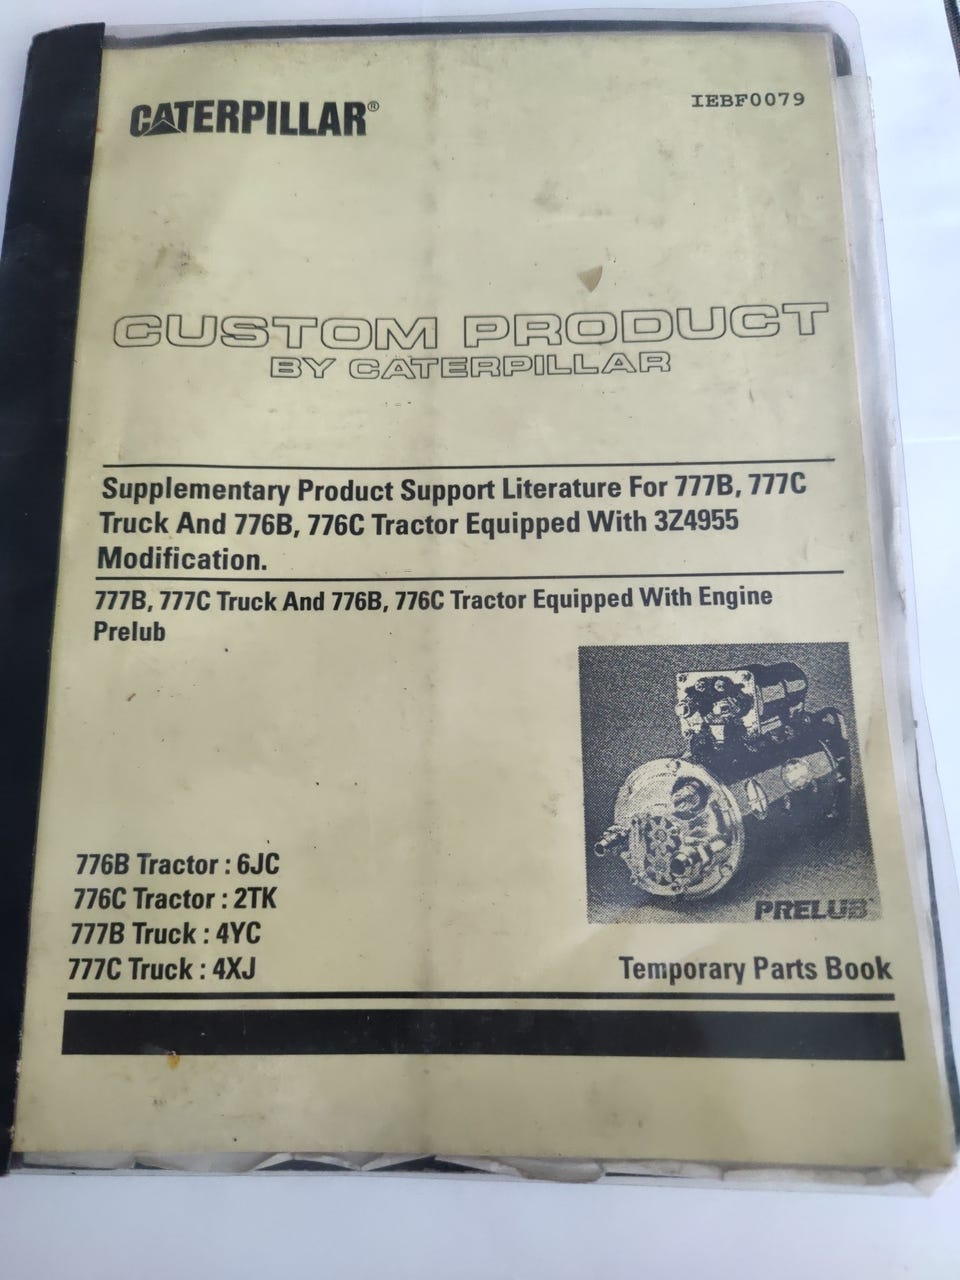 CATERPILLAR®
IEBF0079
CUSTOM PRODUCT
BY CATERPILLAR
Supplementary Product Support Literature For 777B, 777C
Truck And 776B, 776C Tractor Equipped With 3Z4955
Modification.
777B, 777C Truck And 776B, 776C Tractor Equipped With Engine
Prelub
PRELUB
776B Tractor : 6JC
776C Tractor : 2TK
777B Truck : 4YC
777C Truck : 4XJ
Temporary Parts Book